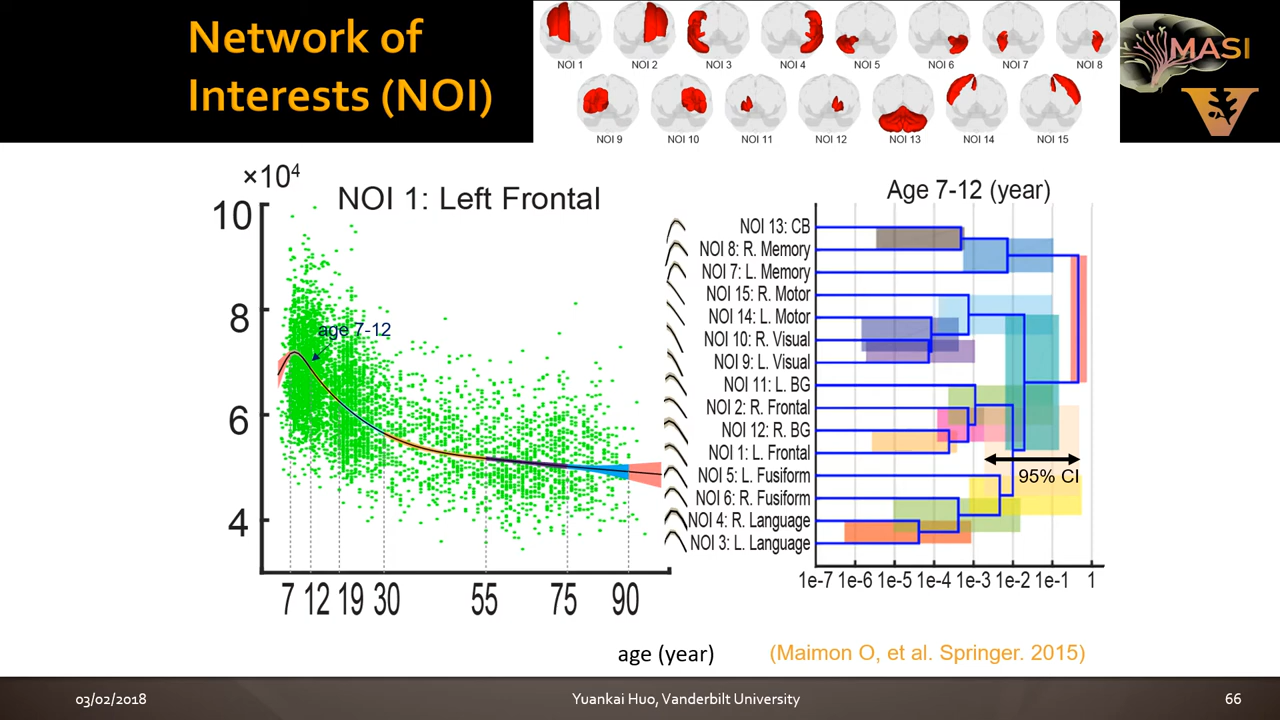 Network of
Interests (NOI)
NOI 1 NOI 2 NOI 3 NOI 4 NOI 5 NOI 6 NOI 7 NOI 8
NOI 9 NOI 10 NOI 11 NOI 12 NOI 13 NOI 14 NOI 15
MASI
V
×10⁴
NOI 1: Left Frontal
10
8
6
4
age 7-12
7 12 19 30 55 75 90
age (year)
Age 7-12 (year)
NOI 13: CB
NOI 8: R. Memory
NOI 7: L. Memory
NOI 15: R. Motor
NOI 14: L. Motor
NOI 10: R. Visual
NOI 9: L. Visual
NOI 11: L. BG
NOI 2: R. Frontal
NOI 12: R. BG
NOI 1: L. Frontal
NOI 5: L. Fusiform
NOI 6: R. Fusiform
NOI 4: R. Language
NOI 3: L. Language
95% CI
1e-7 1e-6 1e-5 1e-4 1e-3 1e-2 1e-1 1
(Maimon O, et al. Springer. 2015)
03/02/2018
Yuankai Huo, Vanderbilt University
66